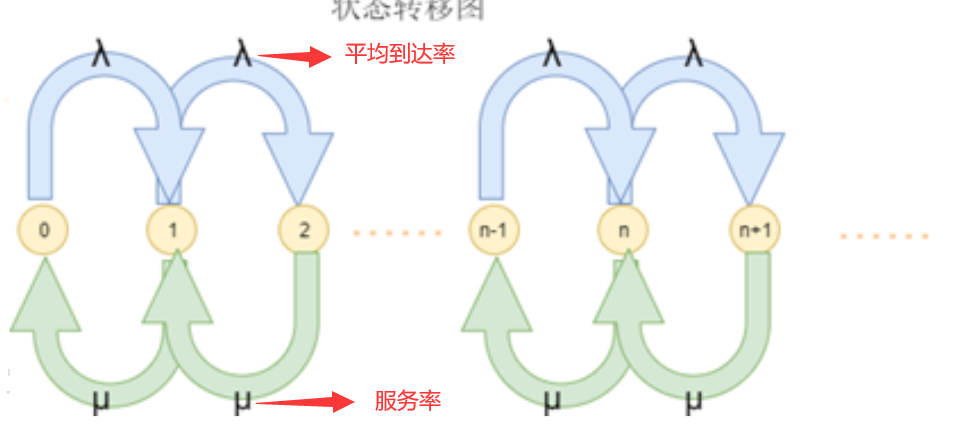 状态转移图
λ λ 平均到达率 λ λ
0 1 2 ...... n-1 n n+1 ......
μ μ 服务率 μ μ